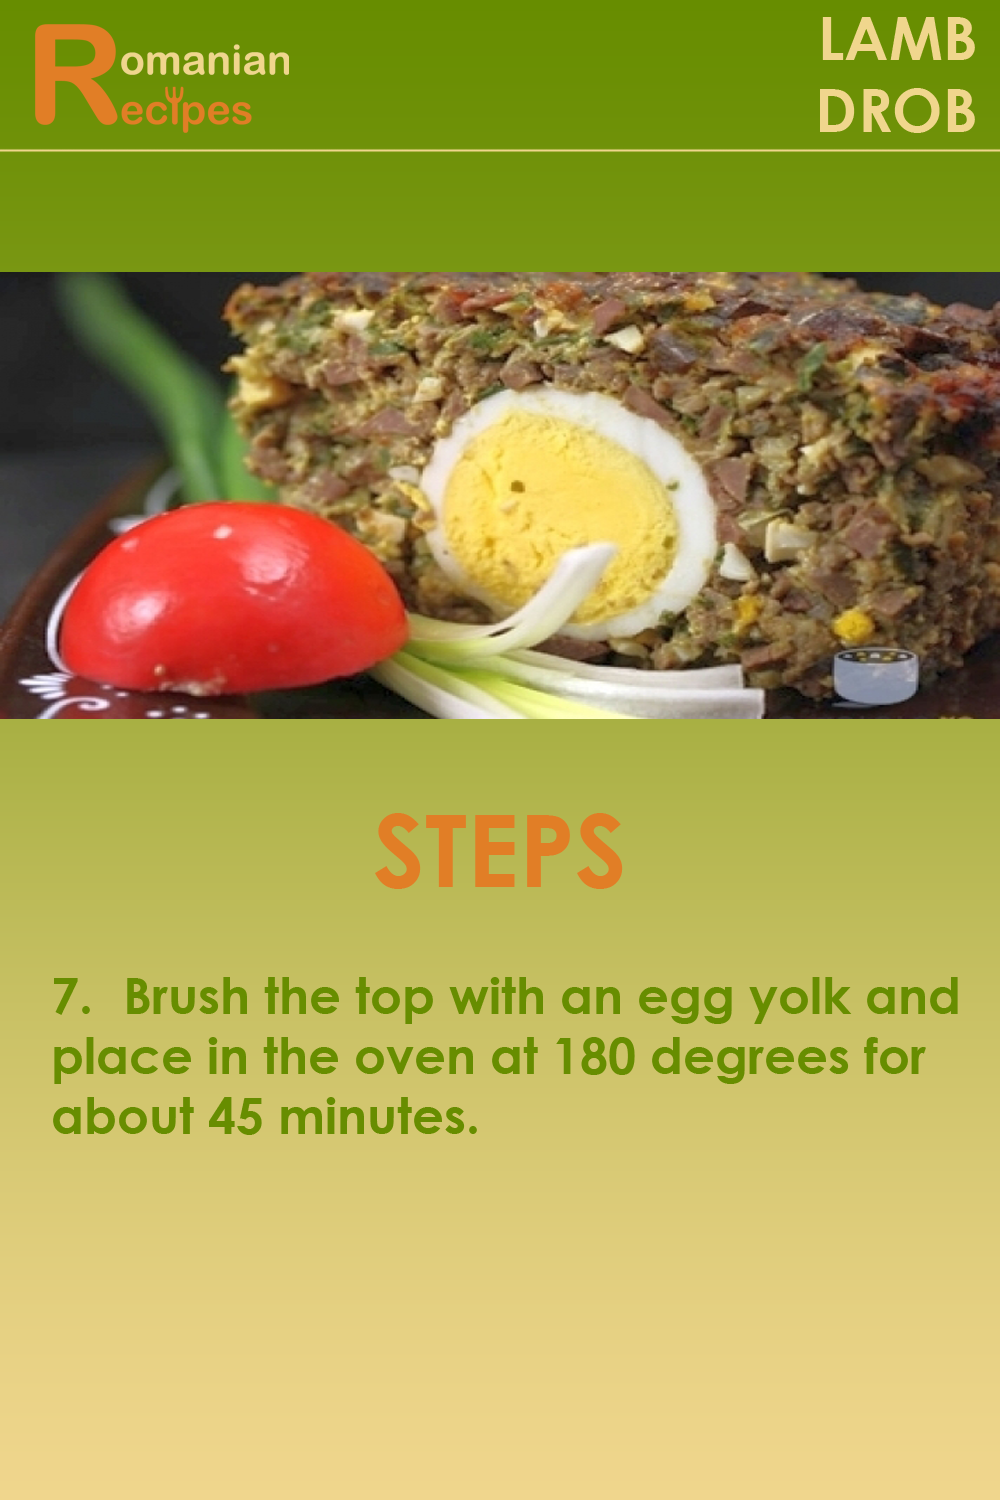 Romanian
Recipes
LAMB
DROB
STEPS
7. Brush the top with an egg yolk and
place in the oven at 180 degrees for
about 45 minutes.